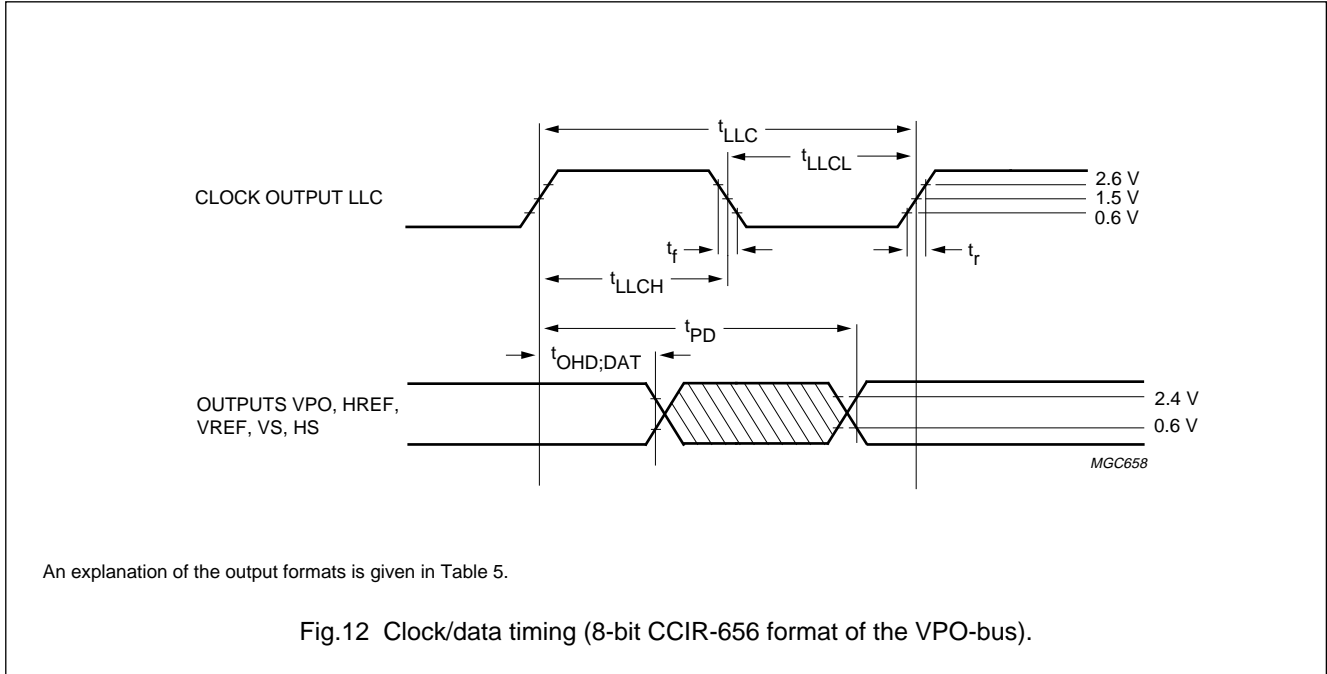 tLLC
tLLCL
CLOCK OUTPUT LLC
2.6 V
1.5 V
0.6 V
tf
tr
tLLCH
tPD
tOHD;DAT
OUTPUTS VPO, HREF,
VREF, VS, HS
2.4 V
0.6 V
MGC658
An explanation of the output formats is given in Table 5.
Fig.12 Clock/data timing (8-bit CCIR-656 format of the VPO-bus).